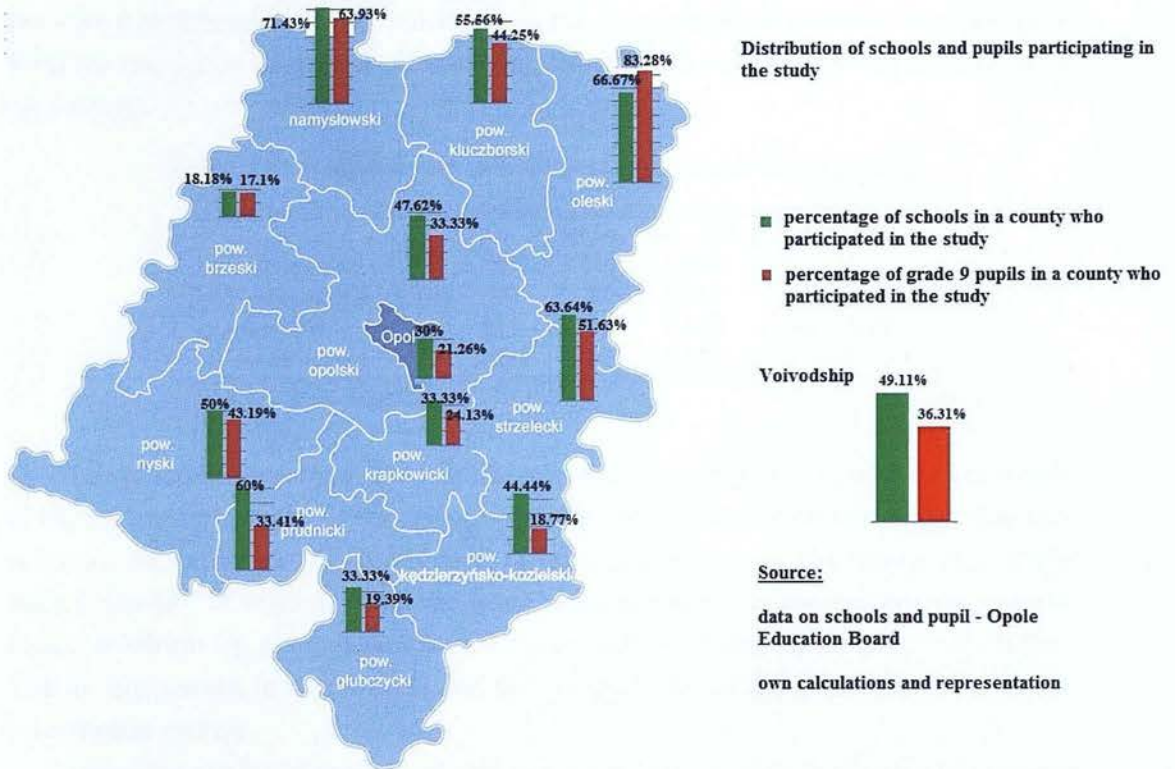 71.43%
63.93%
namysłowski
55.56%
44.25%
pow.
kluczborski
83.28%
66.67%
pow.
oleski
Distribution of schools and pupils participating in
the study
18.18%
17.1%
pow.
brzeski
47.62%
33.33%
percentage of schools in a county who
participated in the study
percentage of grade 9 pupils in a county who
participated in the study
Opol
30%
21.26%
pow.
opolski
63.64%
51.63%
pow.
strzelecki
Voivodship
49.11%
36.31%
50%
43.19%
pow.
nyski
33.33%
24.13%
pow.
krapkowicki
60%
33.41%
pow.
prudnicki
44.44%
18.77%
pow.
kędzierzyńsko-kozielski
33.33%
19.39%
pow.
głubczycki
Source:
data on schools and pupil - Opole
Education Board
own calculations and representation